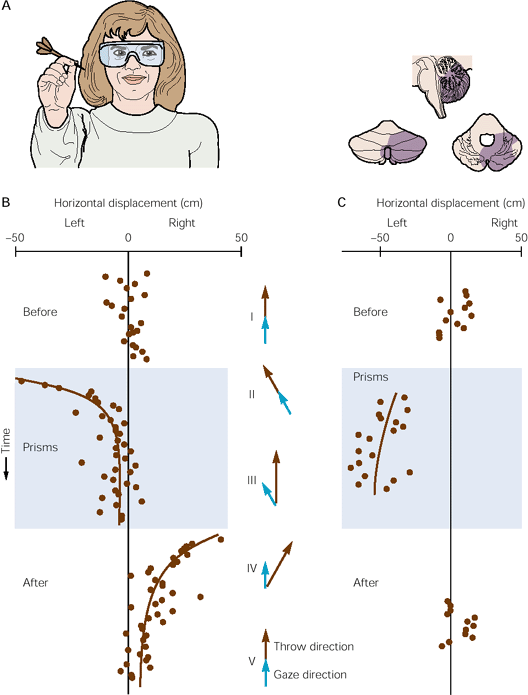 A
B
Horizontal displacement (cm)
Left Right
−50 0 50
Before
Prisms
After
Time
I
II
III
IV
V
Throw direction
Gaze direction
C
Horizontal displacement (cm)
Left Right
−50 0 50
Before
Prisms
After